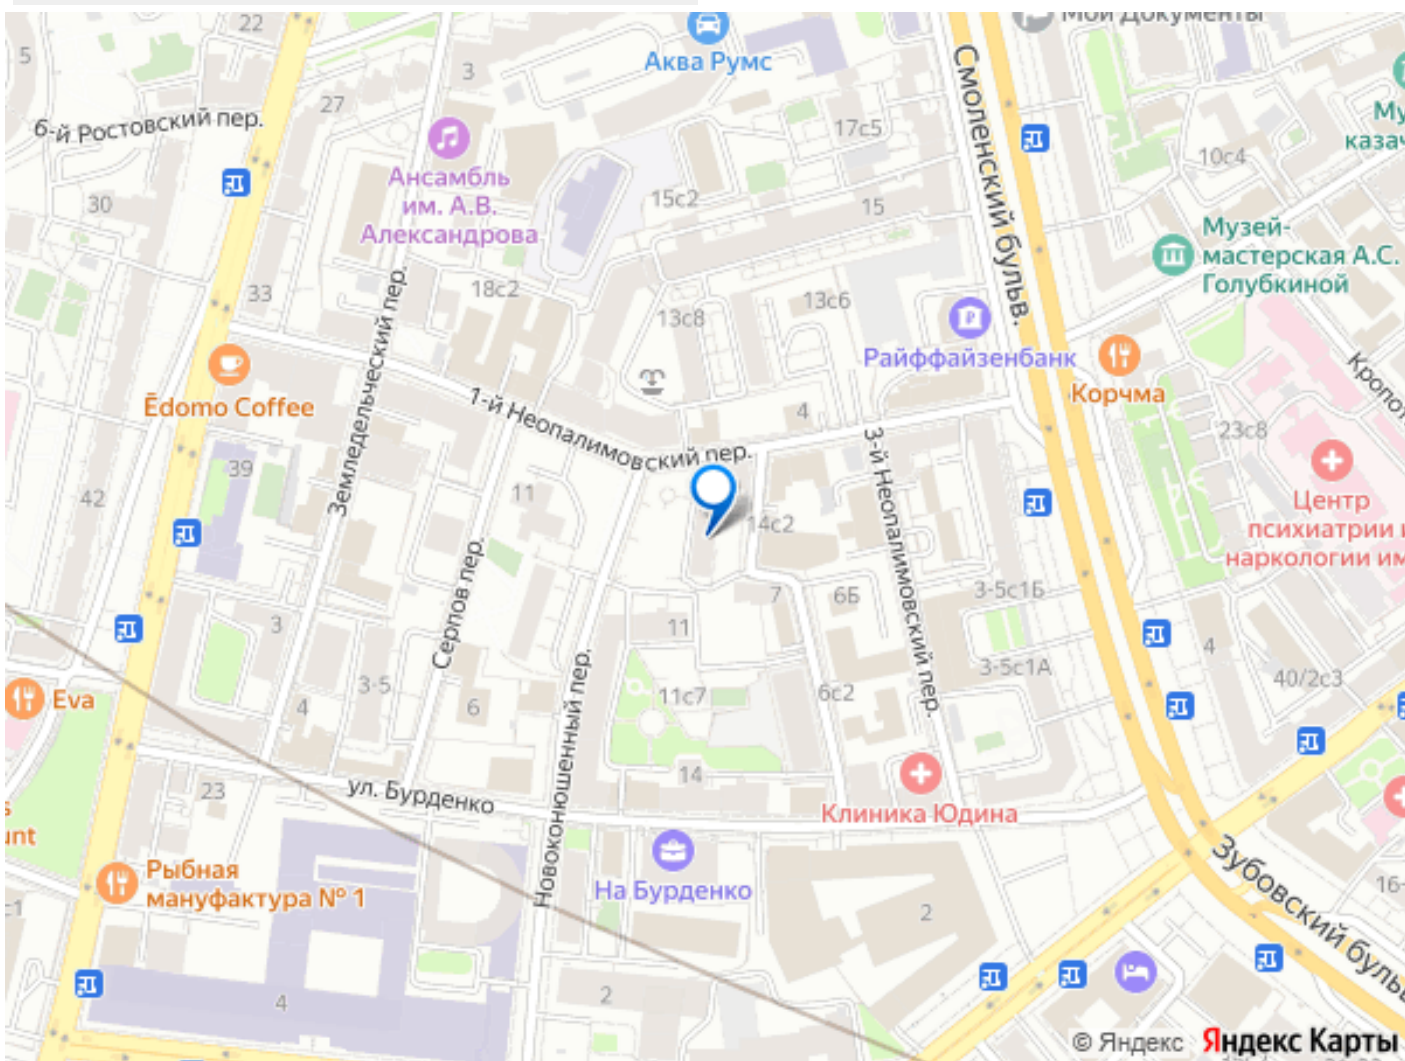 Мои Документы
22
5
Аква Румс
3
27
6-й Ростовский пер.
17с5
Смоленский бульв.
Му
казач
10с4
Ансамбль
им. А.В.
Александрова
30
15с2
15
Музей-
мастерская А.С.
Голубкиной
18с2
33
13с6
13с8
Райффайзенбанк
Корчма
Кропот
Ēdomo Coffee
Земледельческий пер.
1-й Неопалимовский пер.
4
3-й Неопалимовский пер.
23с8
39
42
11
14с2
Центр
психиатрии и
наркологии им
Серпов пер.
7
6Б
3-5с1Б
3
11
4
3-5с1А
40/2с3
Eva
3-5
4
6
11с7
6с2
Новоконюшенный пер.
14
23
ул. Бурденко
Клиника Юдина
s
unt
Рыбная
мануфактура № 1
На Бурденко
Зубовский бульв.
16-
с1
2
4
2
© Яндекс Яндекс Карты